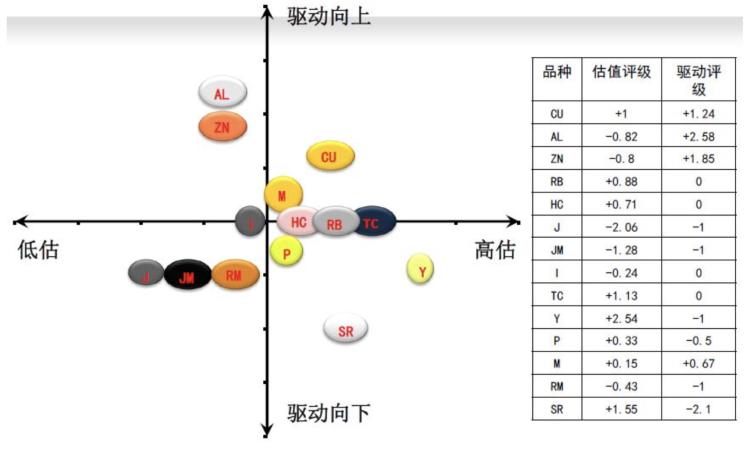 驱动向上
AL
ZN
CU
M
I
HC
RB
TC
低估
高估
P
J
JM
RM
Y
SR
驱动向下
品种 估值评级 驱动评
级
CU +1 +1.24
AL -0.82 +2.58
ZN -0.8 +1.85
RB +0.88 0
HC +0.71 0
J -2.06 -1
JM -1.28 -1
I -0.24 0
TC +1.13 0
Y +2.54 -1
P +0.33 -0.5
M +0.15 +0.67
RM -0.43 -1
SR +1.55 -2.1